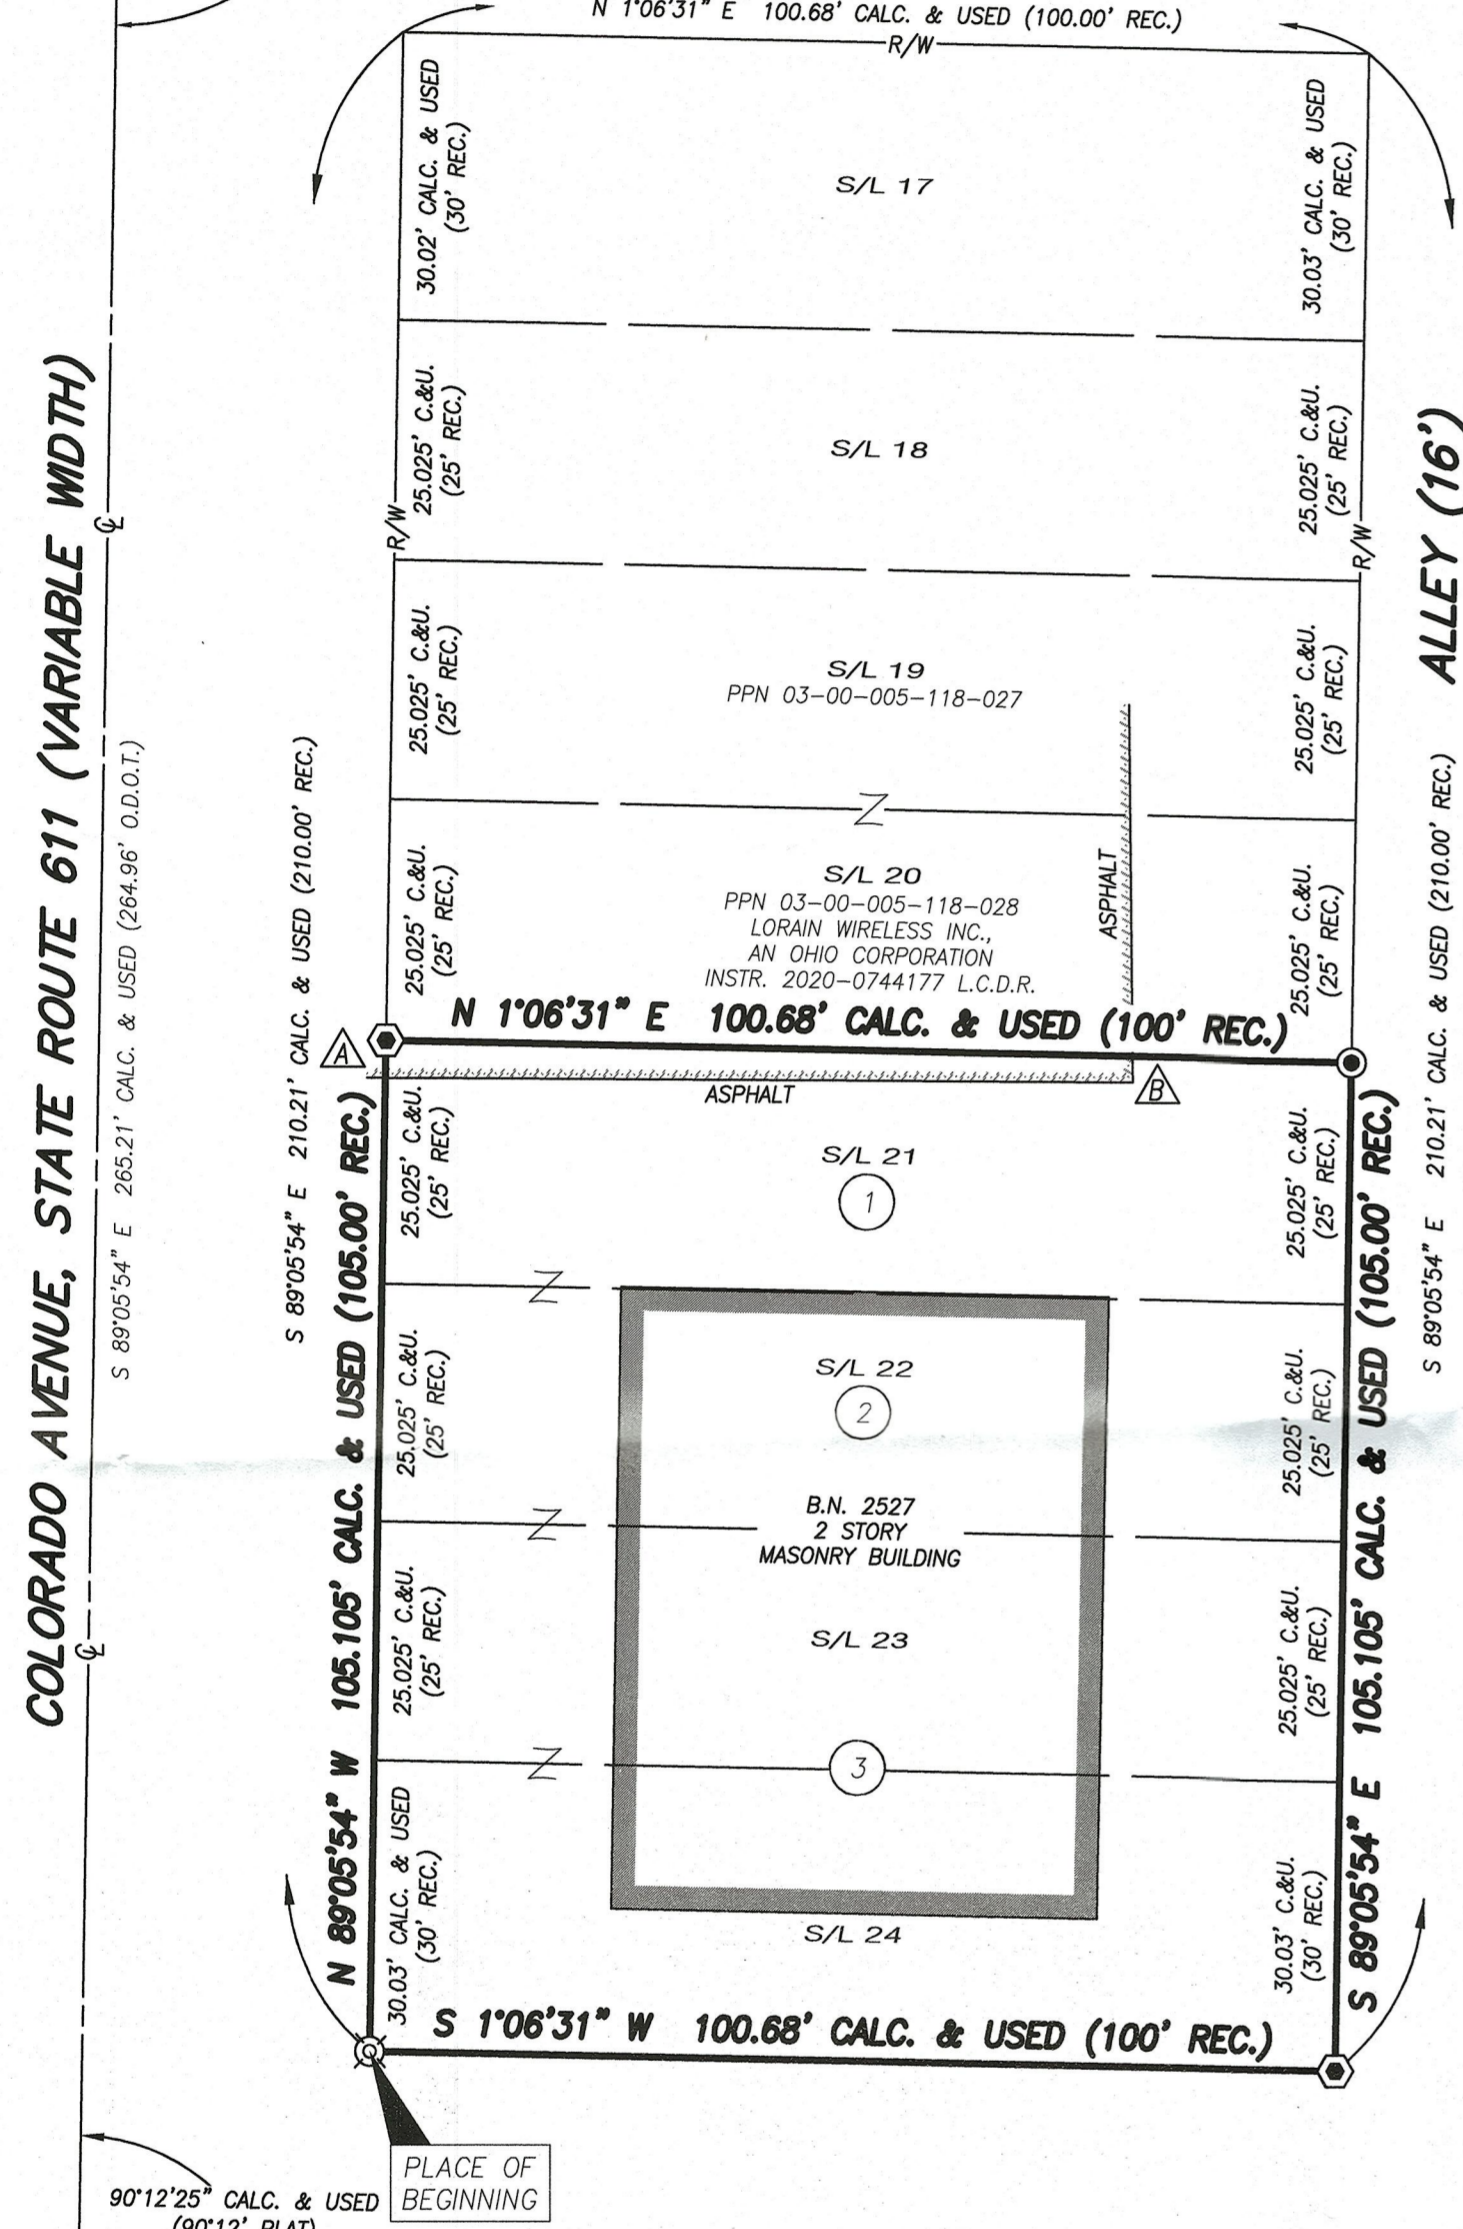 N 1°06'31" E 100.68' CALC. & USED (100.00' REC.)
R/W
30.02' CALC. & USED
(30' REC.)
S/L 17
30.03' CALC. & USED
(30' REC.)
25.025' C.&U.
(25' REC.)
S/L 18
25.025' C.&U.
(25' REC.)
R/W
R/W
25.025' C.&U.
(25' REC.)
S/L 19
PPN 03-00-005-118-027
25.025' C.&U.
(25' REC.)
Z
25.025' C.&U.
(25' REC.)
S/L 20
PPN 03-00-005-118-028
LORAIN WIRELESS INC.,
AN OHIO CORPORATION
INSTR. 2020-0744177 L.C.D.R.
ASPHALT
25.025' C.&U.
(25' REC.)
COLORADO AVENUE, STATE ROUTE 611 (VARIABLE WIDTH)
℄
℄
S 89°05'54" E 265.21' CALC. & USED (264.96' O.D.O.T.)
S 89°05'54" E 210.21' CALC. & USED (210.00' REC.)
ALLEY (16')
S 89°05'54" E 210.21' CALC. & USED (210.00' REC.)
N 1°06'31" E 100.68' CALC. & USED (100' REC.)
A
ASPHALT
B
N 89°05'54" W 105.105' CALC. & USED (105.00' REC.)
S 89°05'54" E 105.105' CALC. & USED (105.00' REC.)
25.025' C.&U.
(25' REC.)
S/L 21
1
25.025' C.&U.
(25' REC.)
Z
25.025' C.&U.
(25' REC.)
S/L 22
2
25.025' C.&U.
(25' REC.)
Z
B.N. 2527
2 STORY
MASONRY BUILDING
25.025' C.&U.
(25' REC.)
S/L 23
25.025' C.&U.
(25' REC.)
Z
3
30.03' CALC. & USED
(30' REC.)
S/L 24
30.03' C.&U.
(30' REC.)
S 1°06'31" W 100.68' CALC. & USED (100' REC.)
PLACE OF
BEGINNING
90°12'25" CALC. & USED
(90°12' PLAT)